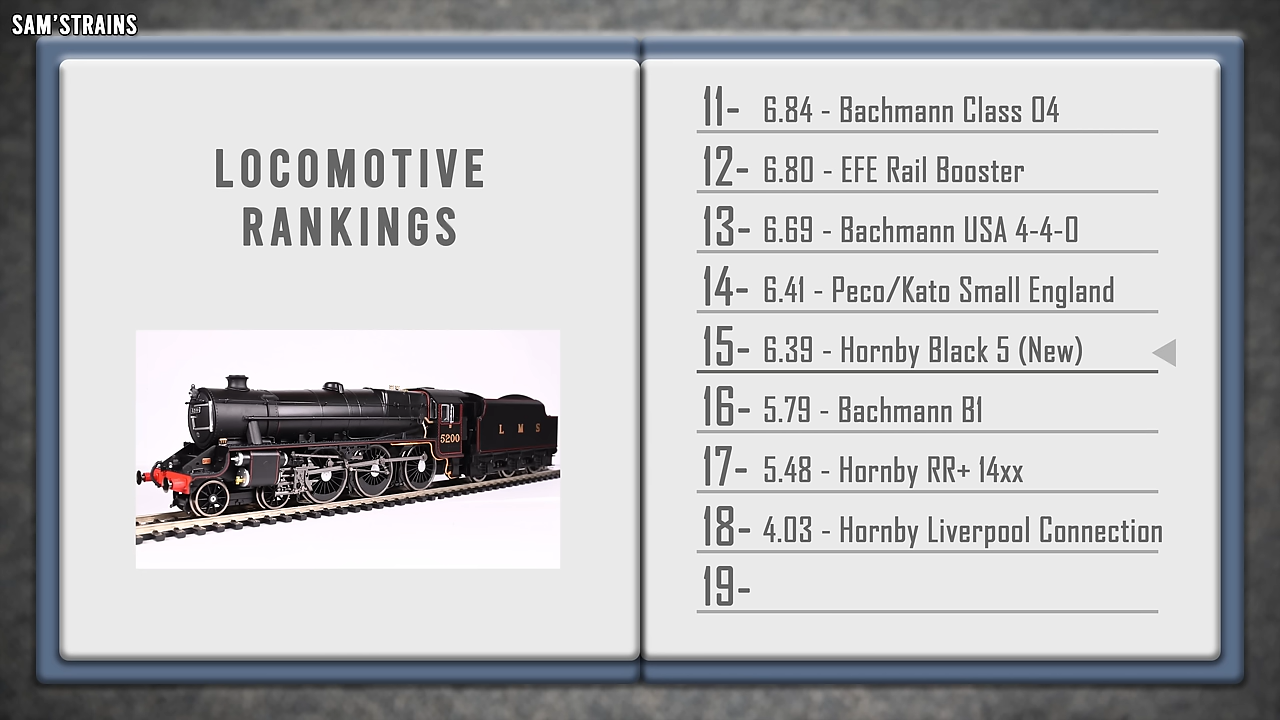 SAM'STRAINS
LOCOMOTIVE
RANKINGS
5200
L M S
11- 6.84 - Bachmann Class 04
12- 6.80 - EFE Rail Booster
13- 6.69 - Bachmann USA 4-4-0
14- 6.41 - Peco/Kato Small England
15- 6.39 - Hornby Black 5 (New)
16- 5.79 - Bachmann B1
17- 5.48 - Hornby RR+ 14xx
18- 4.03 - Hornby Liverpool Connection
19-